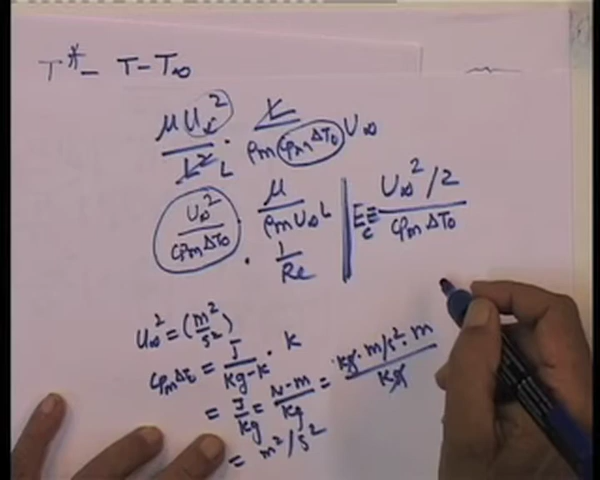 T* = T - T∞
μU∞² / L² L · L / ρm Cpm ΔT₀ U∞
U∞² / Cpm ΔT₀ · μ / ρm U∞ L | Ec ≡ U∞²/2 / Cpm ΔT₀
· 1/Re
U∞² = (m²/s²)
Cpm ΔT₀ = J/kg-K · K
= J/kg = N-m/kg = kg · m/s² · m / kg
= m²/s²